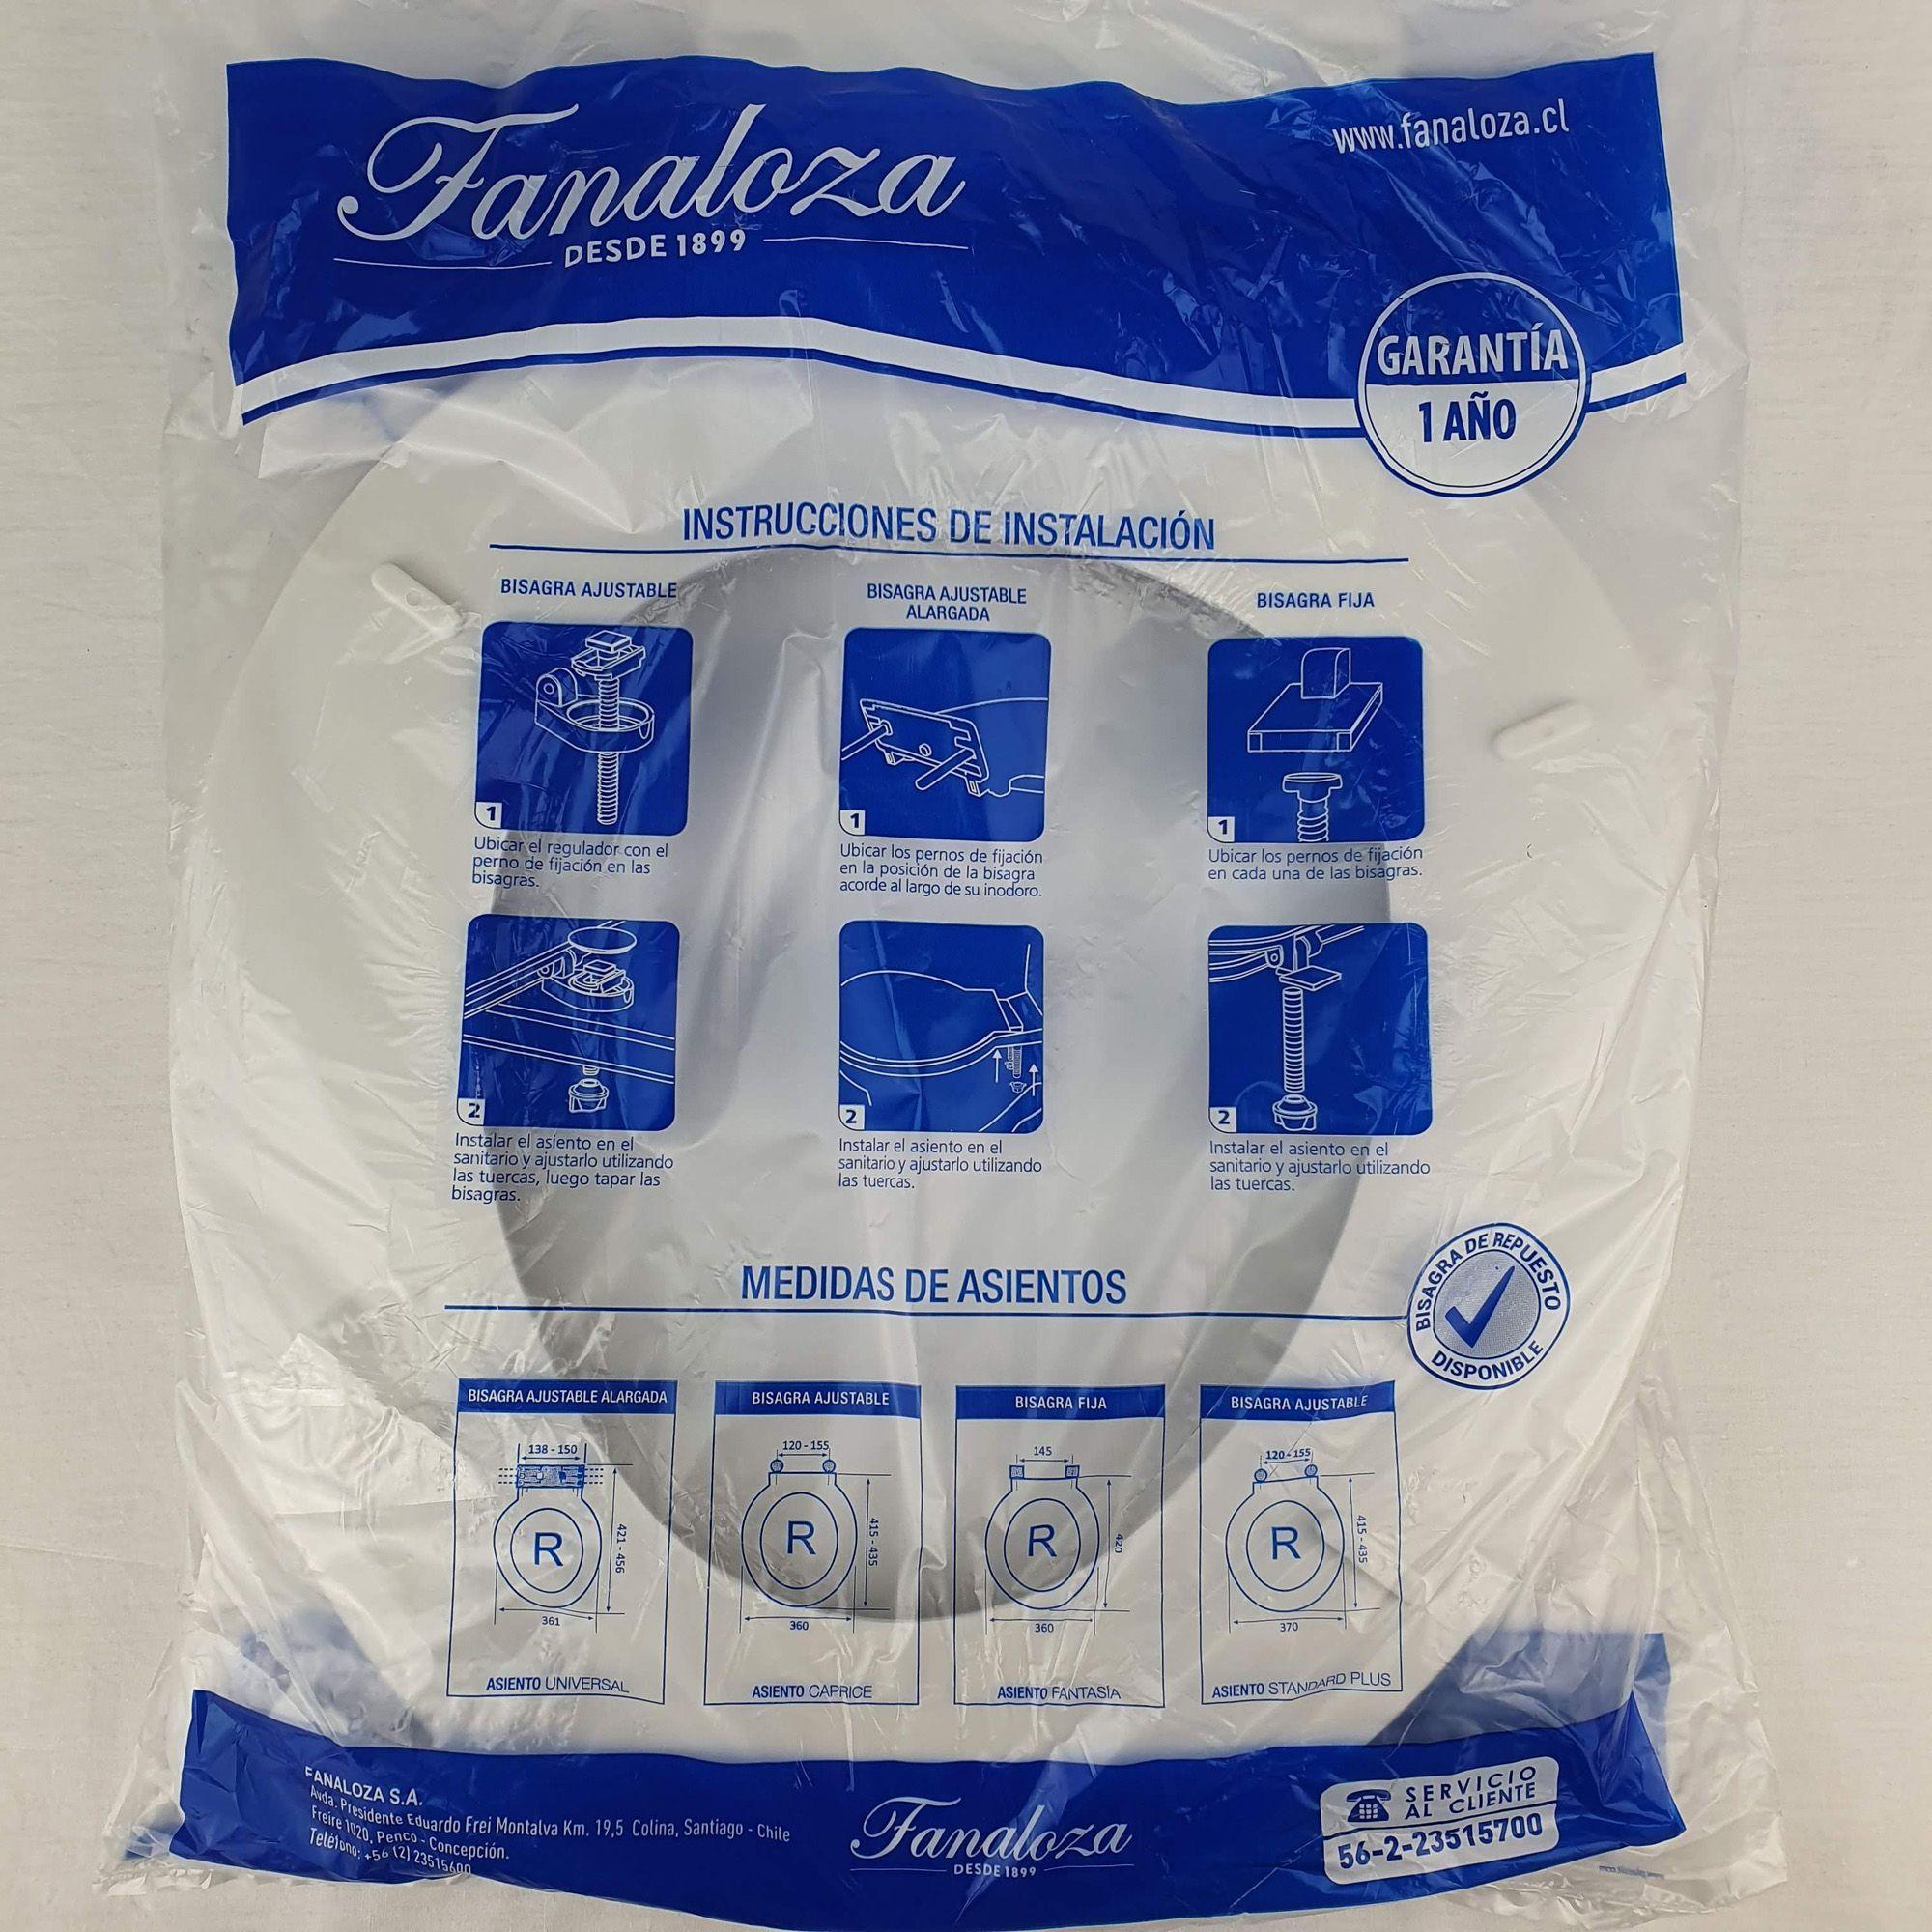 Fanaloza
DESDE 1899
www.fanaloza.cl
GARANTÍA
1 AÑO
INSTRUCCIONES DE INSTALACIÓN
BISAGRA AJUSTABLE
1
Ubicar el regulador con el
perno de fijación en las
bisagras.
2
Instalar el asiento en el
sanitario y ajustarlo utilizando
las tuercas, luego tapar las
bisagras.
BISAGRA AJUSTABLE
ALARGADA
1
Ubicar los pernos de fijación
en la posición de la bisagra
acorde al largo de su inodoro.
2
Instalar el asiento en el
sanitario y ajustarlo utilizando
las tuercas.
BISAGRA FIJA
1
Ubicar los pernos de fijación
en cada una de las bisagras.
2
Instalar el asiento en el
sanitario y ajustarlo utilizando
las tuercas.
MEDIDAS DE ASIENTOS
BISAGRA DE REPUESTO
DISPONIBLE
BISAGRA AJUSTABLE ALARGADA
138 - 150
R
421 - 456
361
ASIENTO UNIVERSAL
BISAGRA AJUSTABLE
120 - 155
R
415 - 435
360
ASIENTO CAPRICE
BISAGRA FIJA
145
R
420
360
ASIENTO FANTASÍA
BISAGRA AJUSTABLE
120 - 155
R
415 - 435
370
ASIENTO STANDARD PLUS
FANALOZA S.A.
Avda. Presidente Eduardo Frei Montalva Km. 19,5 Colina, Santiago - Chile
Freire 1020, Penco - Concepción.
Teléfono: +56 (2) 23515600
Fanaloza
DESDE 1899
SERVICIO
AL CLIENTE
56-2-23515700